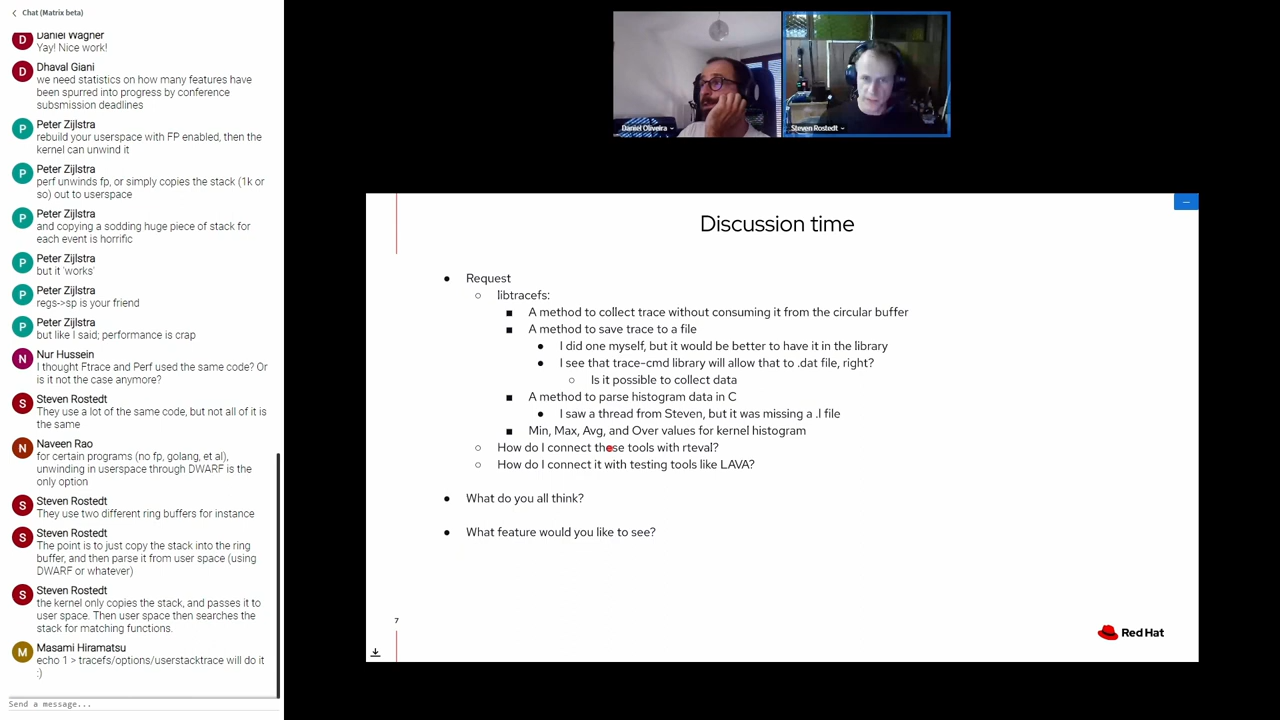 Chat (Matrix beta)
Daniel Wagner
Yay! Nice work!
Dhaval Giani
we need statistics on how many features have
been spurred into progress by conference
subsmission deadlines
Peter Zijlstra
rebuild your userspace with FP enabled, then the
kernel can unwind it
Peter Zijlstra
perf unwinds fp, or simply copies the stack (1k or
so) out to userspace
Peter Zijlstra
and copying a sodding huge piece of stack for
each event is horrific
Peter Zijlstra
but it 'works'
Peter Zijlstra
regs->sp is your friend
Peter Zijlstra
but like I said; performance is crap
Nur Hussein
I thought Ftrace and Perf used the same code? Or
is it not the case anymore?
Steven Rostedt
They use a lot of the same code, but not all of it is
the same
Naveen Rao
for certain programs (no fp, golang, et al),
unwinding in userspace through DWARF is the
only option
Steven Rostedt
They use two different ring buffers for instance
Steven Rostedt
The point is to just copy the stack into the ring
buffer, and then parse it from user space (using
DWARF or whatever)
Steven Rostedt
the kernel only copies the stack, and passes it to
user space. Then user space then searches the
stack for matching functions.
Masami Hiramatsu
echo 1 > tracefs/options/userstacktrace will do it
:)
Send a message...
D
D
P
P
P
P
P
P
N
S
N
S
S
S
M
Daniel Oliveira
Steven Rostedt
Discussion time
Request
libtracefs:
A method to collect trace without consuming it from the circular buffer
A method to save trace to a file
I did one myself, but it would be better to have it in the library
I see that trace-cmd library will allow that to .dat file, right?
Is it possible to collect data
A method to parse histogram data in C
I saw a thread from Steven, but it was missing a .l file
Min, Max, Avg, and Over values for kernel histogram
How do I connect these tools with rteval?
How do I connect it with testing tools like LAVA?
What do you all think?
What feature would you like to see?
7
Red Hat